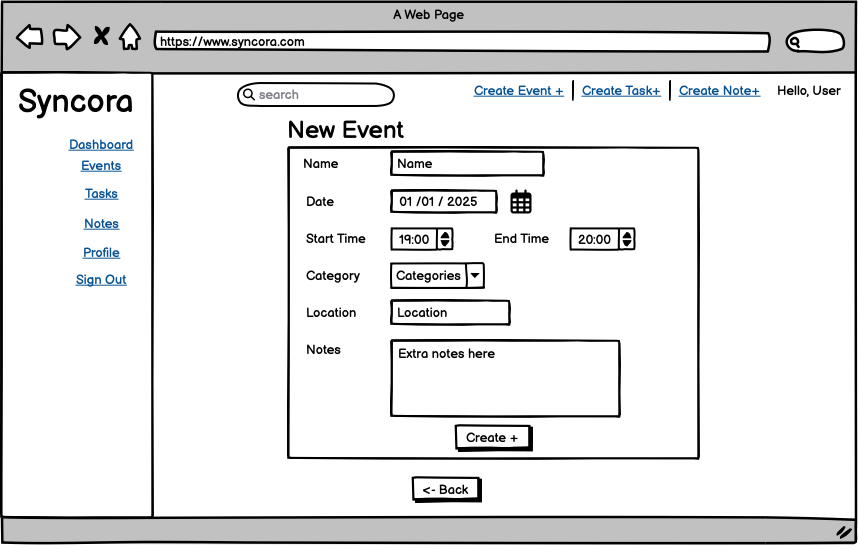 A Web Page
https://www.syncora.com
Syncora
search
Create Event + Create Task+ Create Note+ Hello, User
Dashboard
Events
Tasks
Notes
Profile
Sign Out
New Event
Name Name
Date 01 /01 / 2025
Start Time 19:00 End Time 20:00
Category Categories
Location Location
Notes Extra notes here
Create +
<- Back